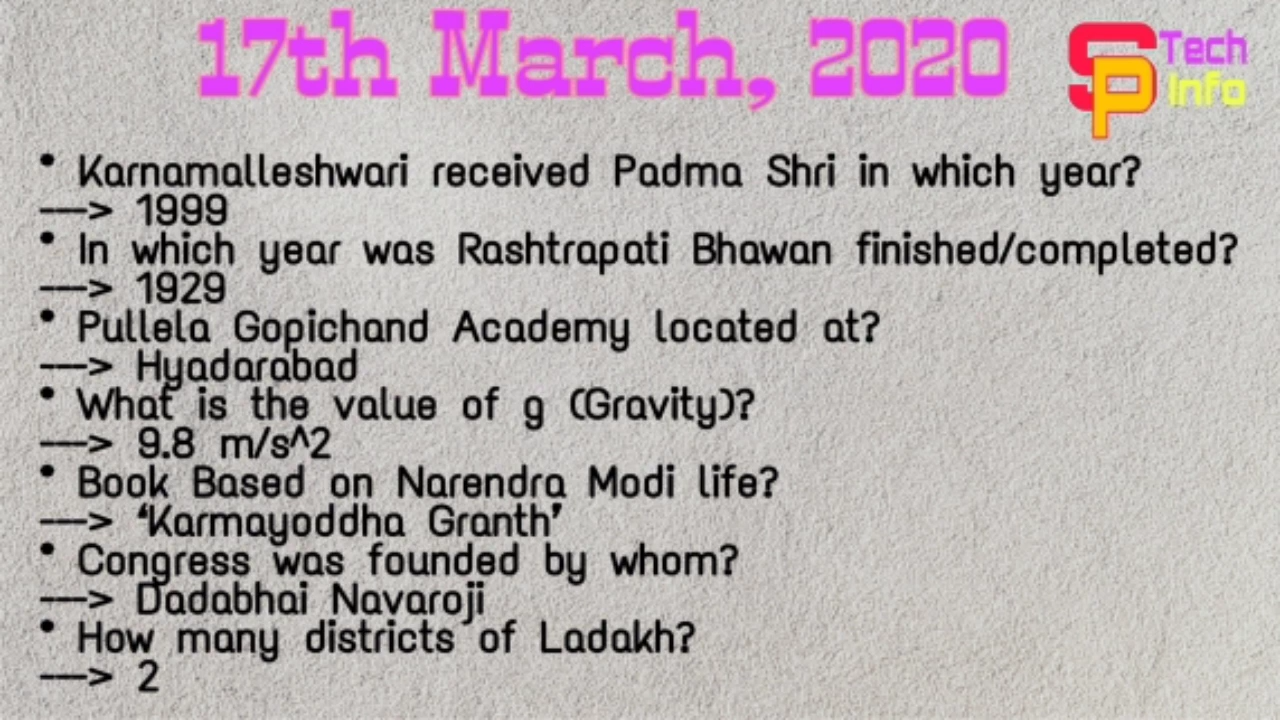 17th March, 2020
SP Tech Info
• Karnamalleshwari received Padma Shri in which year?
---> 1999
• In which year was Rashtrapati Bhawan finished/completed?
---> 1929
• Pullela Gopichand Academy located at?
---> Hyadarabad
• What is the value of g (Gravity)?
---> 9.8 m/s^2
• Book Based on Narendra Modi life?
---> ‘Karmayoddha Granth’
• Congress was founded by whom?
---> Dadabhai Navaroji
• How many districts of Ladakh?
---> 2